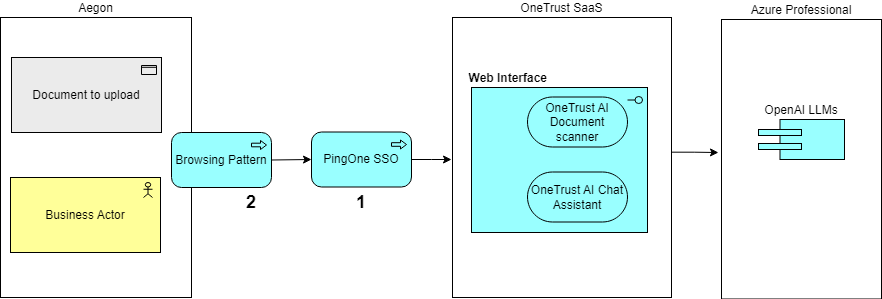 Aegon
OneTrust SaaS
Azure Professional
Document to upload
Business Actor
Browsing Pattern
2
PingOne SSO
1
Web Interface
OneTrust AI
Document
scanner
OneTrust AI Chat
Assistant
OpenAI LLMs